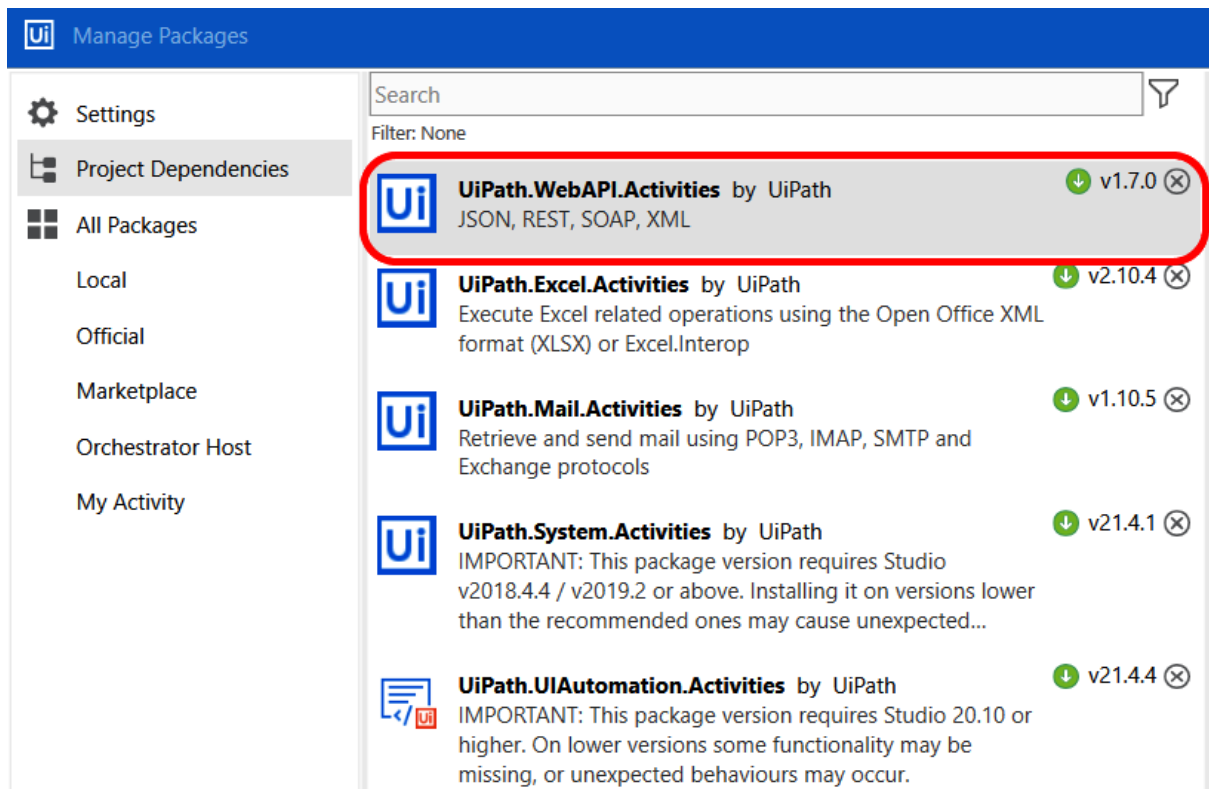 Ui Manage Packages
Settings
Project Dependencies
All Packages
Local
Official
Marketplace
Orchestrator Host
My Activity
Search
Filter: None
Ui
UiPath.WebAPI.Activities by UiPath
v1.7.0
JSON, REST, SOAP, XML
Ui
UiPath.Excel.Activities by UiPath
v2.10.4
Execute Excel related operations using the Open Office XML
format (XLSX) or Excel.Interop
Ui
UiPath.Mail.Activities by UiPath
v1.10.5
Retrieve and send mail using POP3, IMAP, SMTP and
Exchange protocols
Ui
UiPath.System.Activities by UiPath
v21.4.1
IMPORTANT: This package version requires Studio
v2018.4.4 / v2019.2 or above. Installing it on versions lower
than the recommended ones may cause unexpected...
Ui
UiPath.UIAutomation.Activities by UiPath
v21.4.4
IMPORTANT: This package version requires Studio 20.10 or
higher. On lower versions some functionality may be
missing, or unexpected behaviours may occur.